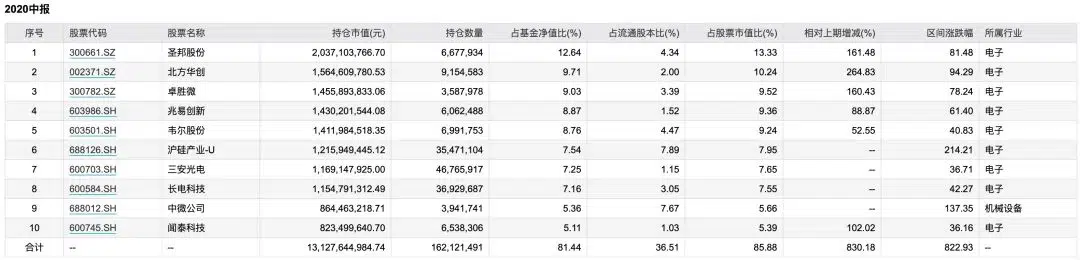 2020中报
序号 股票代码 股票名称 持仓市值(元) 持仓数量 占基金净值比(%) 占流通股本比(%) 占股票市值比(%) 相对上期增减(%) 区间涨跌幅 所属行业
1 300661.SZ 圣邦股份 2,037,103,766.70 6,677,934 12.64 4.34 13.33 161.48 81.48 电子
2 002371.SZ 北方华创 1,564,609,780.53 9,154,583 9.71 2.00 10.24 264.83 94.29 电子
3 300782.SZ 卓胜微 1,455,893,833.06 3,587,978 9.03 3.39 9.52 160.43 78.24 电子
4 603986.SH 兆易创新 1,430,201,544.08 6,062,488 8.87 1.52 9.36 88.87 61.40 电子
5 603501.SH 韦尔股份 1,411,984,518.35 6,991,753 8.76 4.47 9.24 52.55 40.83 电子
6 688126.SH 沪硅产业-U 1,215,949,445.12 35,471,104 7.54 7.89 7.95 -- 214.21 电子
7 600703.SH 三安光电 1,169,147,925.00 46,765,917 7.25 1.15 7.65 -- 36.71 电子
8 600584.SH 长电科技 1,154,791,312.49 36,929,687 7.16 3.05 7.55 -- 42.27 电子
9 688012.SH 中微公司 864,463,218.71 3,941,741 5.36 7.67 5.66 -- 137.35 机械设备
10 600745.SH 闻泰科技 823,499,640.70 6,538,306 5.11 1.03 5.39 102.02 36.16 电子
合计 -- -- 13,127,644,984.74 162,121,491 81.44 36.51 85.88 830.18 822.93 --